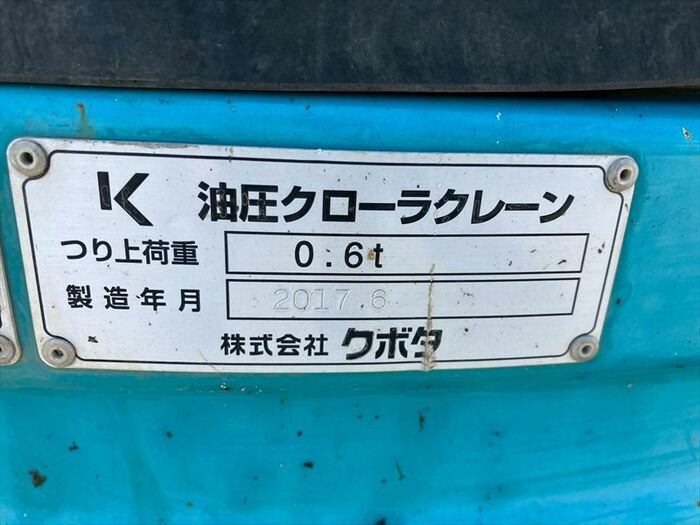 K 油圧クローラクレーン
つり上荷重 0.6t
製造年月 2017.6
株式会社 クボタ